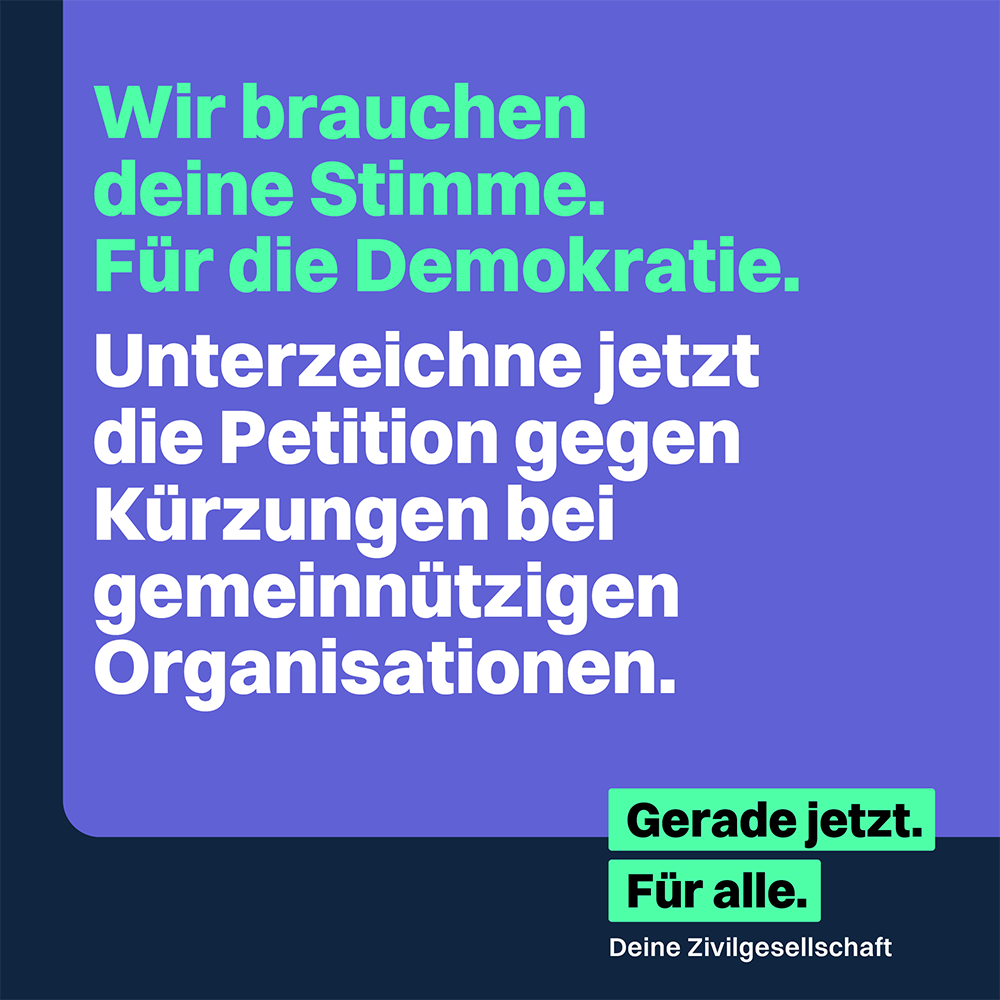 Wir brauchen
deine Stimme.
Für die Demokratie.
Unterzeichne jetzt
die Petition gegen
Kürzungen bei
gemeinnützigen
Organisationen.
Gerade jetzt.
Für alle.
Deine Zivilgesellschaft